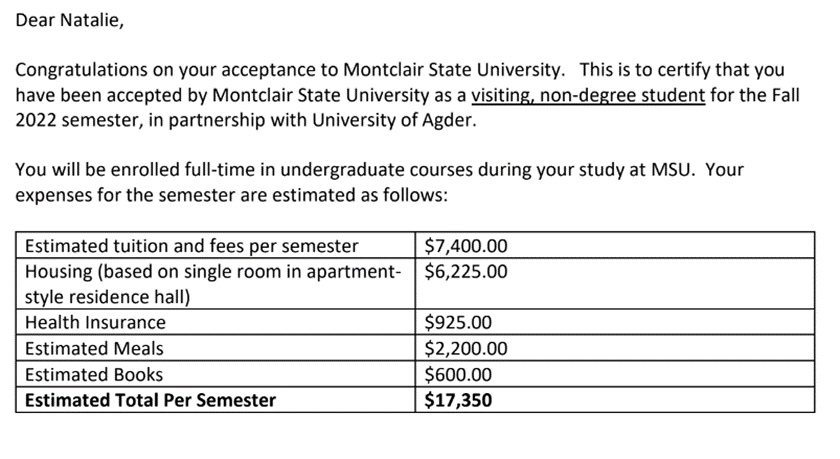 Dear Natalie,
Congratulations on your acceptance to Montclair State University.   This is to certify that you
have been accepted by Montclair State University as a visiting, non-degree student for the Fall
2022 semester, in partnership with University of Agder.
You will be enrolled full-time in undergraduate courses during your study at MSU.  Your
expenses for the semester are estimated as follows:
Estimated tuition and fees per semester $7,400.00
Housing (based on single room in apartment- $6,225.00
style residence hall)
Health Insurance $925.00
Estimated Meals $2,200.00
Estimated Books $600.00
Estimated Total Per Semester $17,350